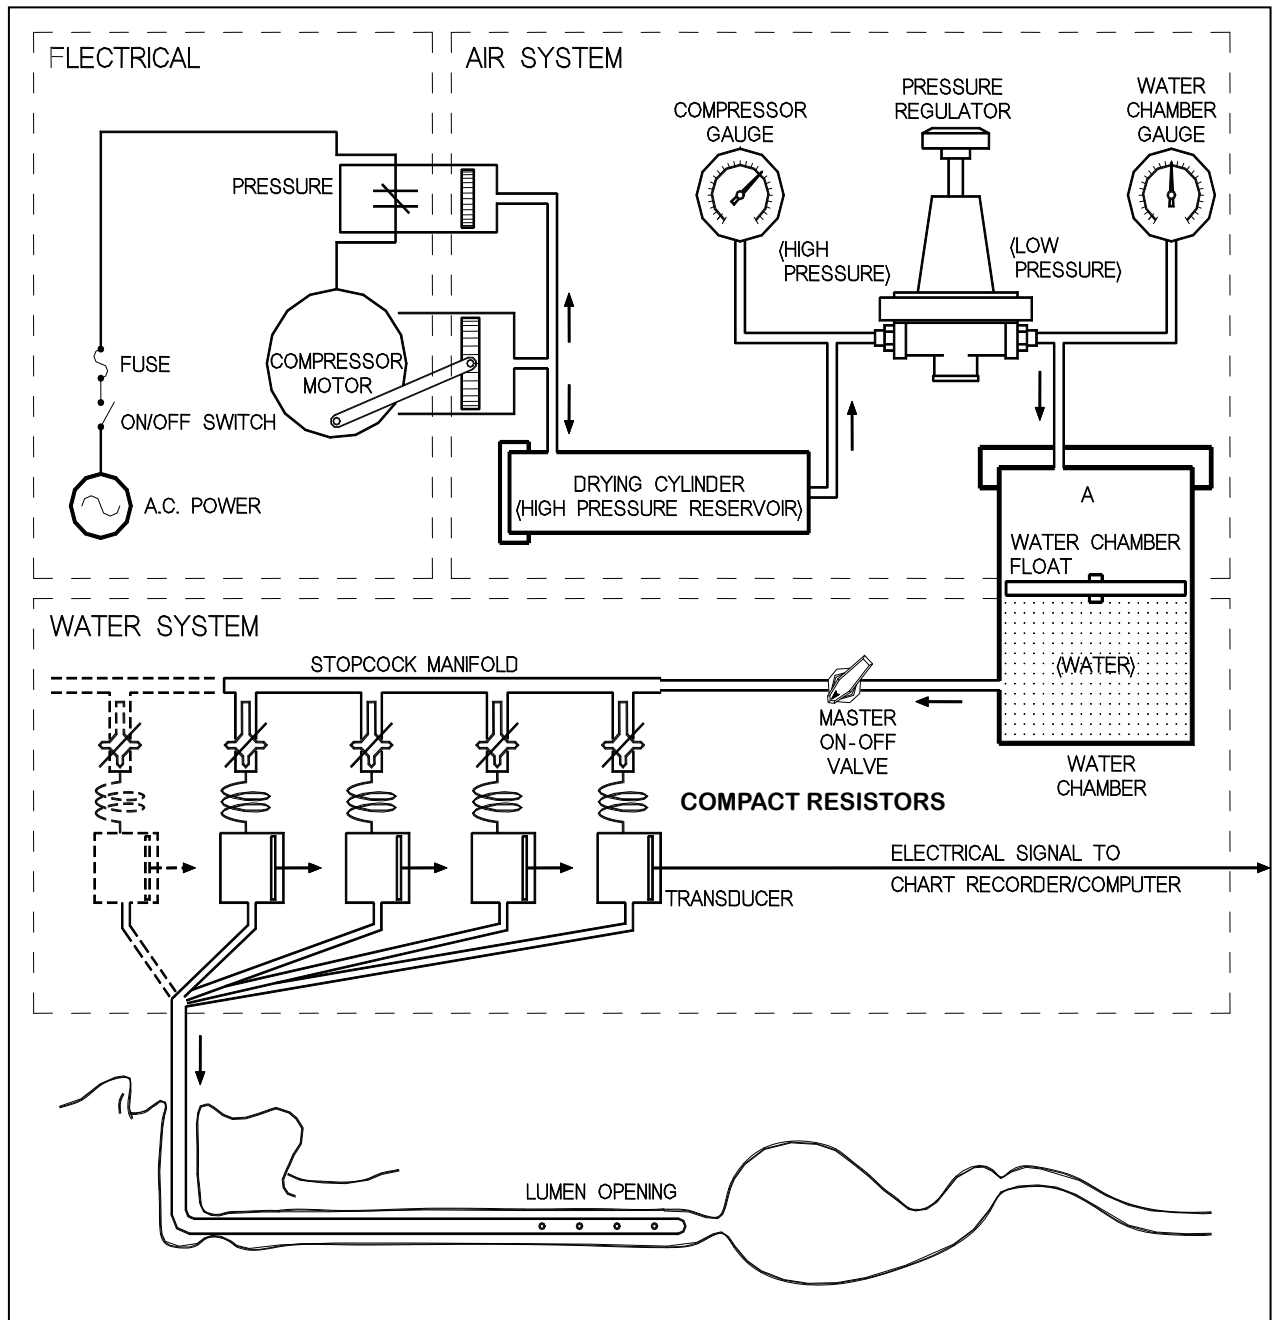 ELECTRICAL
AIR SYSTEM
COMPRESSOR
GAUGE
PRESSURE
REGULATOR
WATER
CHAMBER
GAUGE
PRESSURE
(HIGH
PRESSURE)
(LOW
PRESSURE)
FUSE
COMPRESSOR
MOTOR
ON/OFF SWITCH
A.C. POWER
DRYING CYLINDER
(HIGH PRESSURE RESERVOIR)
A
WATER CHAMBER
FLOAT
WATER SYSTEM
STOPCOCK MANIFOLD
(WATER)
MASTER
ON-OFF
VALVE
WATER
CHAMBER
COMPACT RESISTORS
ELECTRICAL SIGNAL TO
CHART RECORDER/COMPUTER
TRANSDUCER
LUMEN OPENING